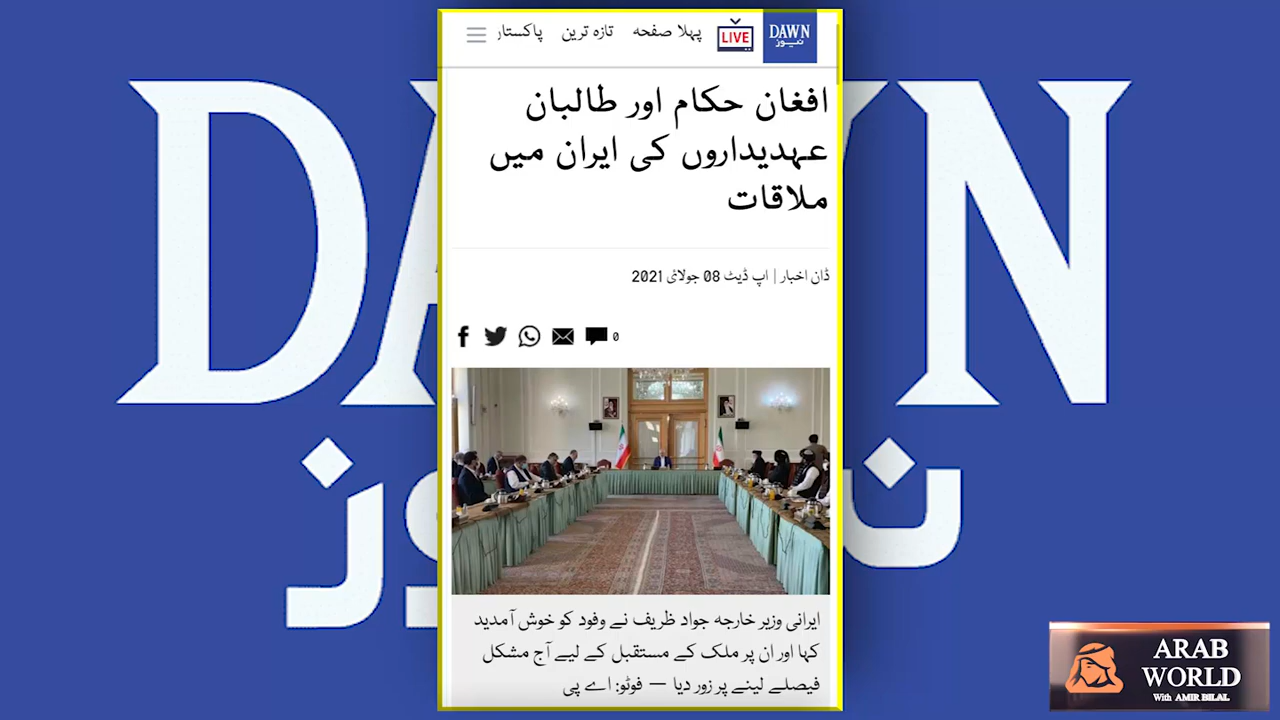 DAWN
نیوز
LIVE
پہلا صفحہ
تازہ ترین
پاکستان
افغان حکام اور طالبان
عہدیداروں کی ایران میں
ملاقات
ڈان اخبار | اپ ڈیٹ 08 جولائی 2021
0
ایرانی وزیر خارجہ جواد ظریف نے وفود کو خوش آمدید
کہا اور ان پر ملک کے مستقبل کے لیے آج مشکل
فیصلے لینے پر زور دیا — فوٹو: اے پی
ARAB
WORLD
With AMIR BILAL